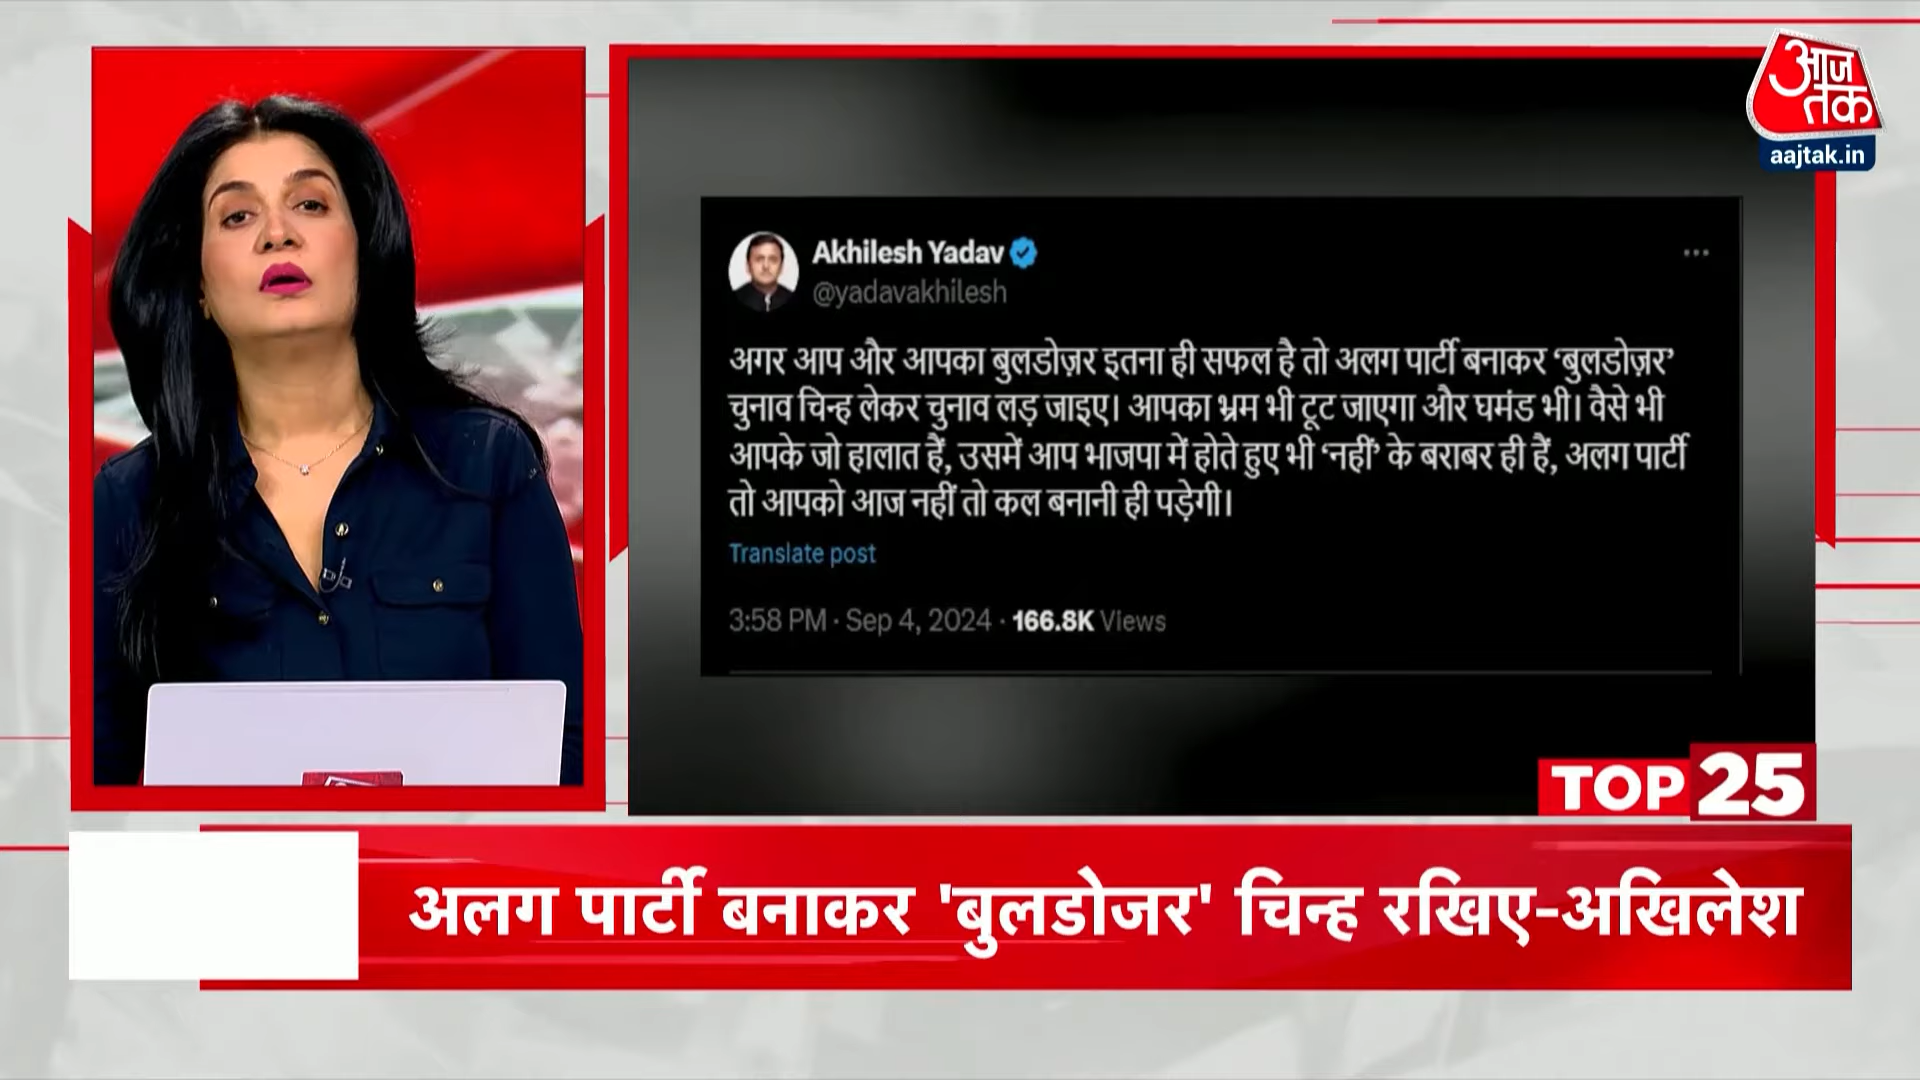 आज
तक
aajtak.in
Akhilesh Yadav
@yadavakhilesh
अगर आप और आपका बुलडोज़र इतना ही सफल है तो अलग पार्टी बनाकर ‘बुलडोज़र’
चुनाव चिन्ह लेकर चुनाव लड़ जाइए। आपका भ्रम भी टूट जाएगा और घमंड भी। वैसे भी
आपके जो हालात हैं, उसमें आप भाजपा में होते हुए भी ‘नहीं’ के बराबर ही हैं, अलग पार्टी
तो आपको आज नहीं तो कल बनानी ही पड़ेगी।
Translate post
3:58 PM · Sep 4, 2024 · 166.8K Views
TOP 25
अलग पार्टी बनाकर 'बुलडोजर' चिन्ह रखिए-अखिलेश